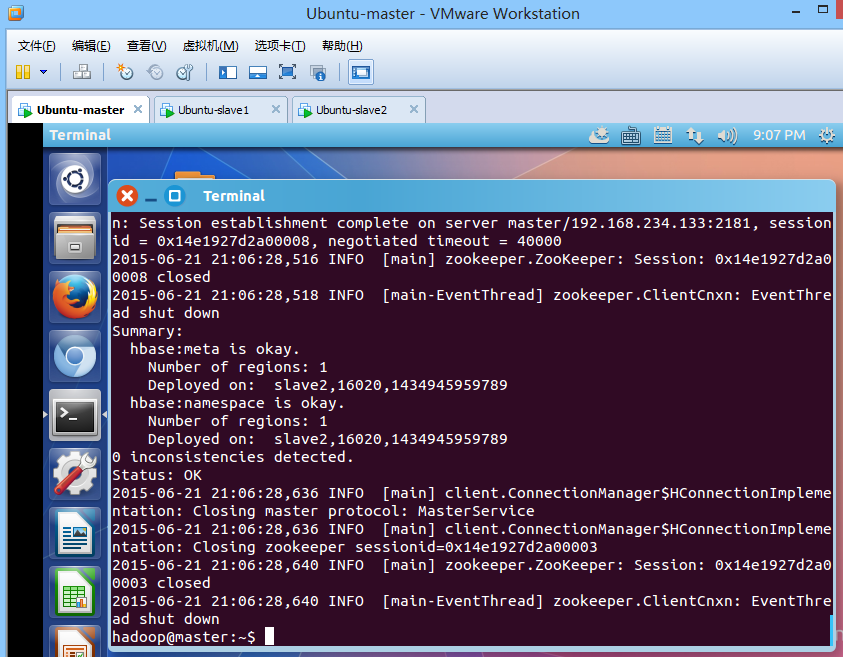 Ubuntu-master - VMware Workstation
文件(F) 编辑(E) 查看(V) 虚拟机(M) 选项卡(T) 帮助(H)
Ubuntu-master Ubuntu-slave1 Ubuntu-slave2
Terminal 9:07 PM
Terminal
n: Session establishment complete on server master/192.168.234.133:2181, session
id = 0x14e1927d2a00008, negotiated timeout = 40000
2015-06-21 21:06:28,516 INFO  [main] zookeeper.ZooKeeper: Session: 0x14e1927d2a0
0008 closed
2015-06-21 21:06:28,518 INFO  [main-EventThread] zookeeper.ClientCnxn: EventThre
ad shut down
Summary:
  hbase:meta is okay.
    Number of regions: 1
    Deployed on:  slave2,16020,1434945959789
  hbase:namespace is okay.
    Number of regions: 1
    Deployed on:  slave2,16020,1434945959789
0 inconsistencies detected.
Status: OK
2015-06-21 21:06:28,636 INFO  [main] client.ConnectionManager$HConnectionImpleme
ntation: Closing master protocol: MasterService
2015-06-21 21:06:28,636 INFO  [main] client.ConnectionManager$HConnectionImpleme
ntation: Closing zookeeper sessionid=0x14e1927d2a00003
2015-06-21 21:06:28,640 INFO  [main] zookeeper.ZooKeeper: Session: 0x14e1927d2a0
0003 closed
2015-06-21 21:06:28,640 INFO  [main-EventThread] zookeeper.ClientCnxn: EventThre
ad shut down
hadoop@master:~$